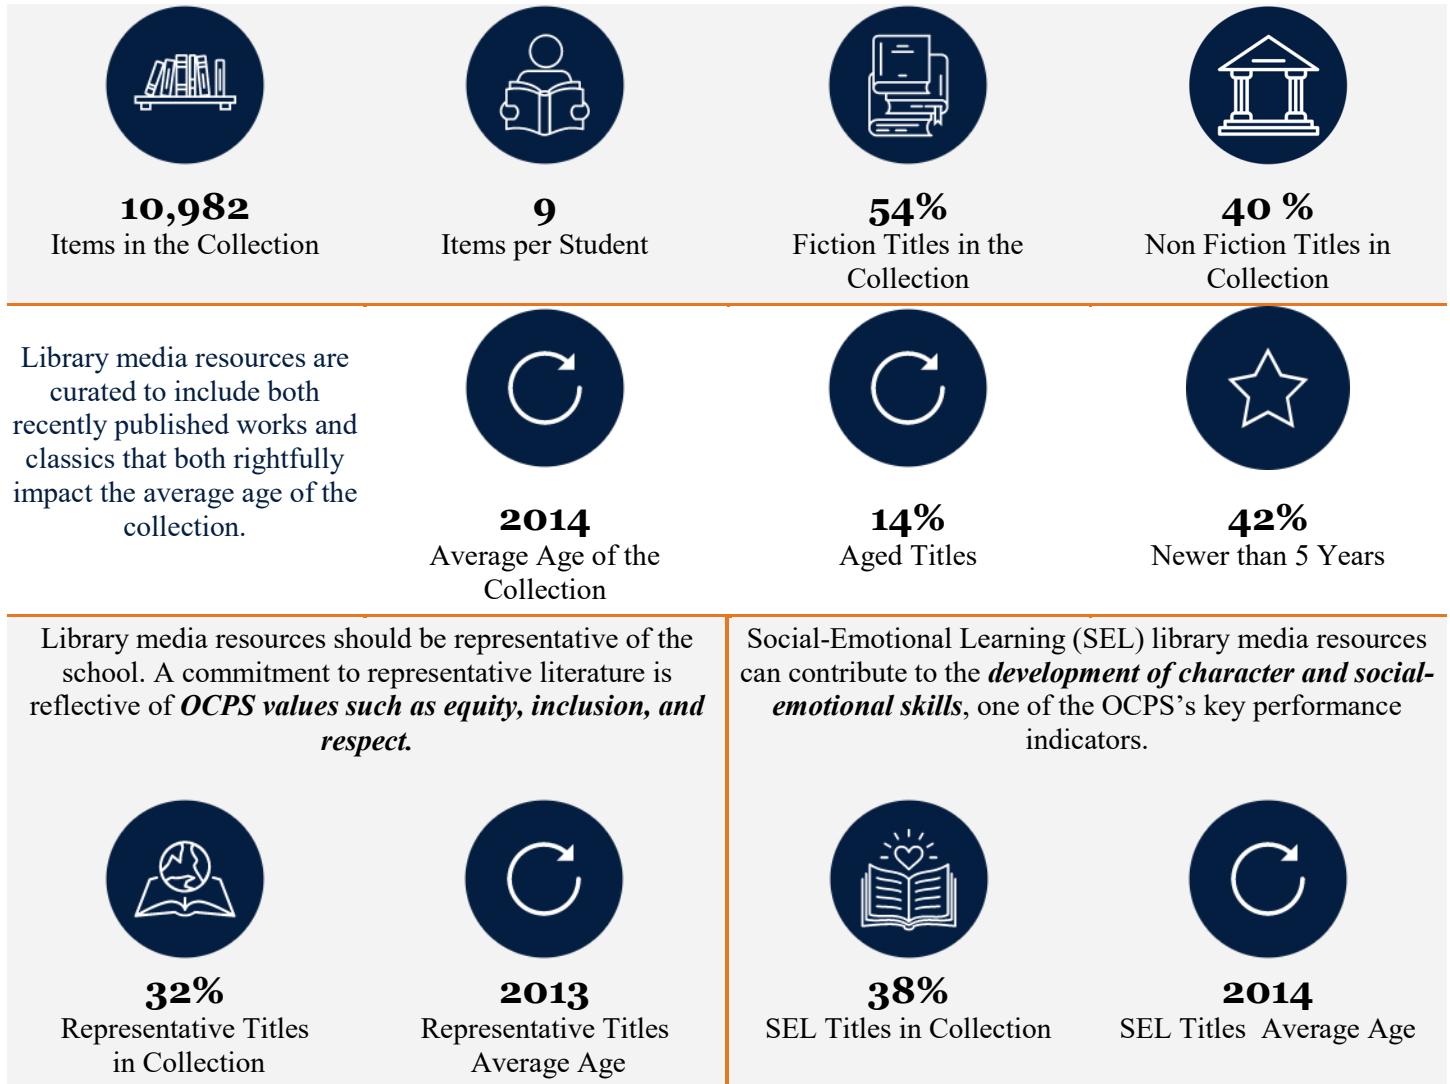 10,982
Items in the Collection
9
Items per Student
54%
Fiction Titles in the
Collection
40 %
Non Fiction Titles in
Collection
Library media resources are
curated to include both
recently published works and
classics that both rightfully
impact the average age of the
collection.
2014
Average Age of the
Collection
14%
Aged Titles
42%
Newer than 5 Years
Library media resources should be representative of the
school. A commitment to representative literature is
reflective of OCPS values such as equity, inclusion, and
respect.
32%
Representative Titles
in Collection
2013
Representative Titles
Average Age
Social-Emotional Learning (SEL) library media resources
can contribute to the development of character and social-
emotional skills, one of the OCPS’s key performance
indicators.
38%
SEL Titles in Collection
2014
SEL Titles  Average Age